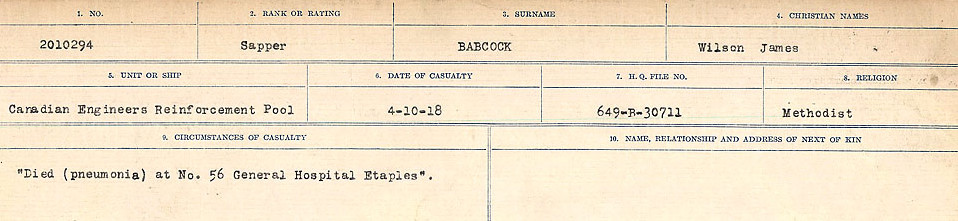 1. NO. 2. RANK OR RATING 3. SURNAME 4. CHRISTIAN NAMES
2010294 Sapper BABCOCK Wilson James
5. UNIT OR SHIP 6. DATE OF CASUALTY 7. H. Q. FILE NO. 8. RELIGION
Canadian Engineers Reinforcement Pool 4-10-18 649-B-30711 Methodist
9. CIRCUMSTANCES OF CASUALTY 10. NAME, RELATIONSHIP AND ADDRESS OF NEXT OF KIN
"Died (pneumonia) at No. 56 General Hospital Etaples".